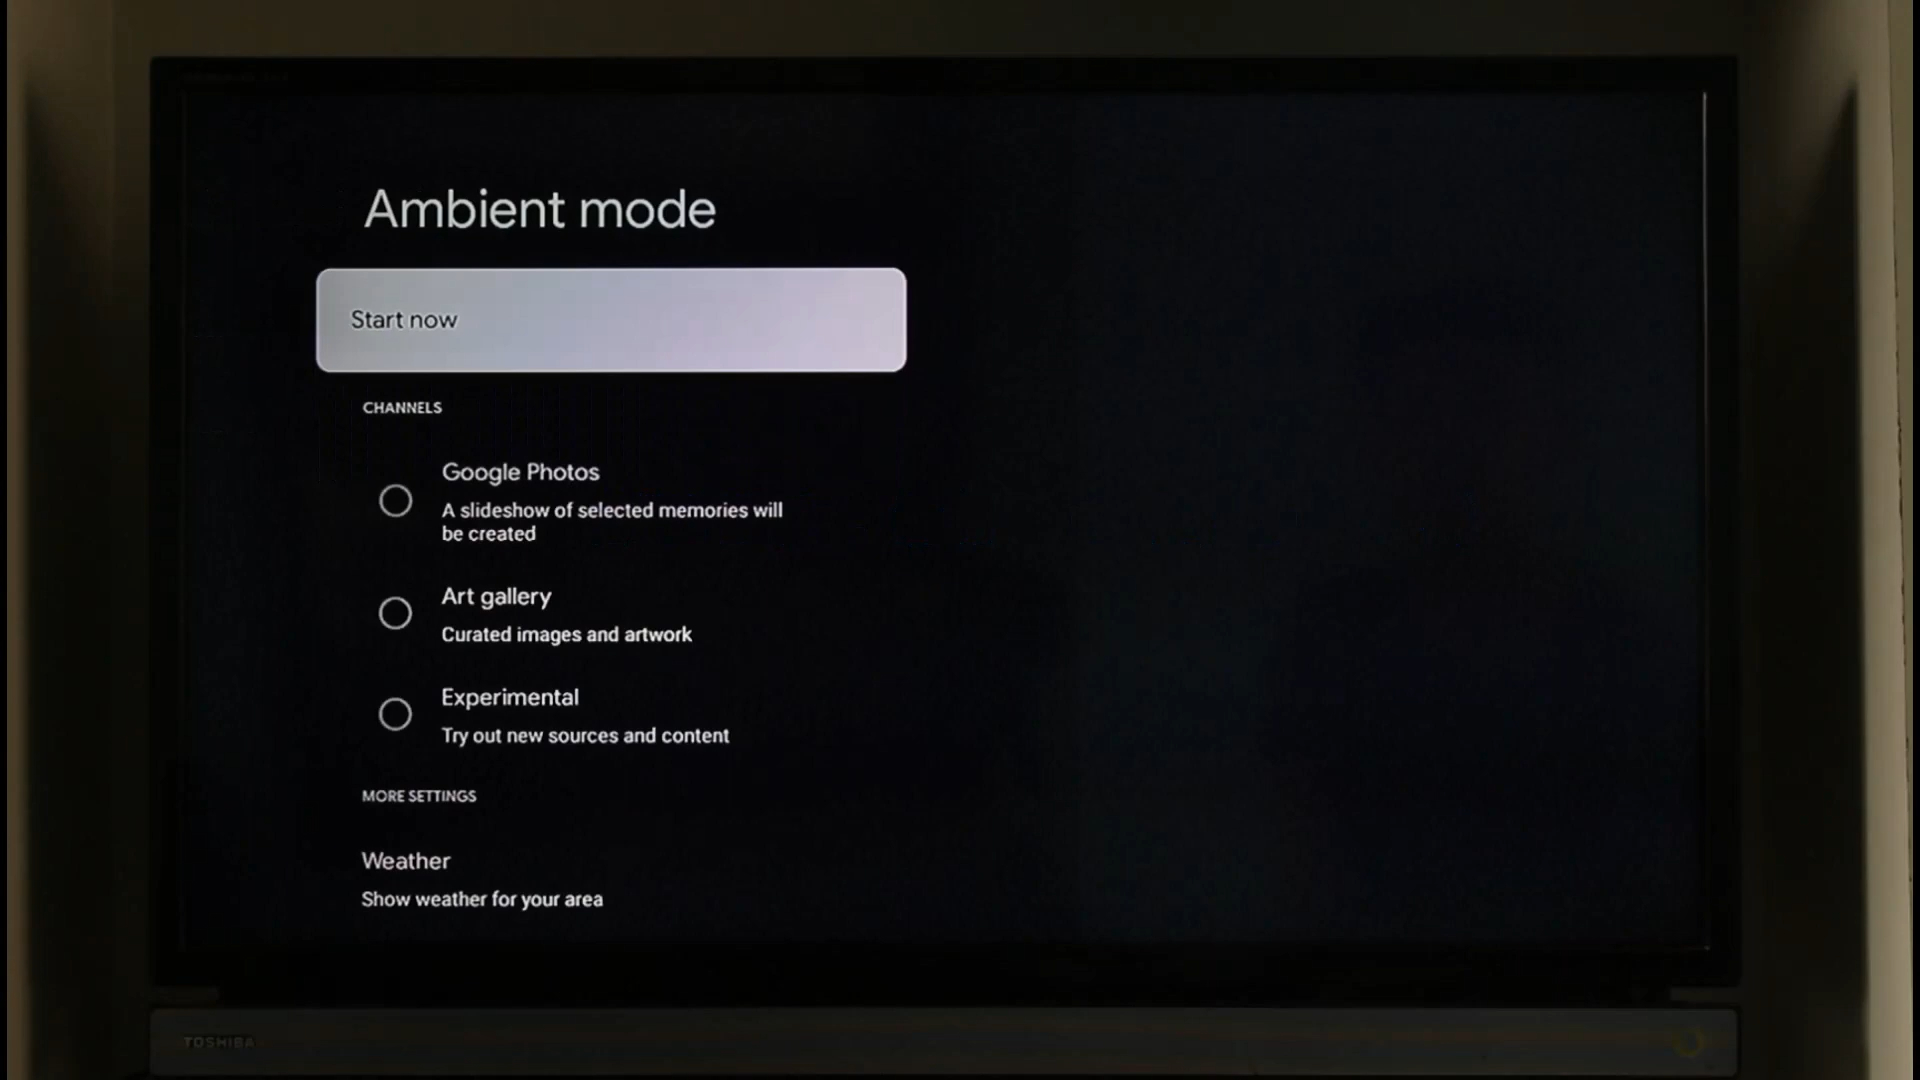 Ambient mode
Start now
CHANNELS
Google Photos
A slideshow of selected memories will
be created
Art gallery
Curated images and artwork
Experimental
Try out new sources and content
MORE SETTINGS
Weather
Show weather for your area
TOSHIBA